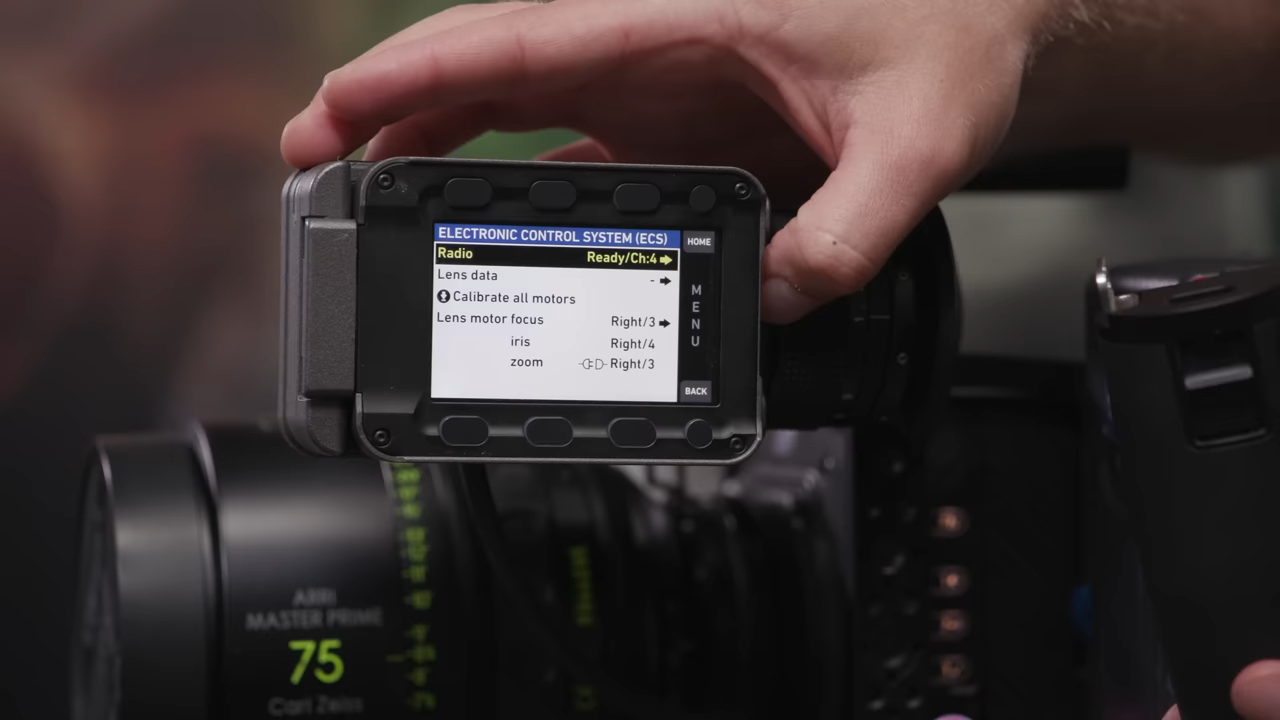 ELECTRONIC CONTROL SYSTEM (ECS)
HOME
Radio Ready/Ch:4
Lens data -
Calibrate all motors
Lens motor focus Right/3
iris Right/4
zoom Right/3
MENU
BACK
ARRI
MASTER PRIME
75
Carl Zeiss